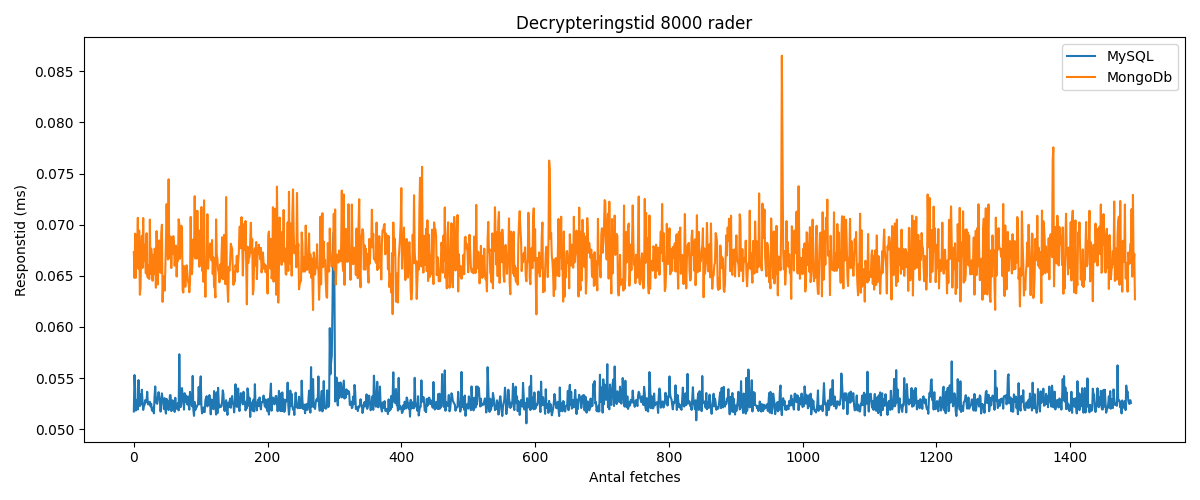 Decrypteringstid 8000 rader
MySQL
MongoDb
Responstid (ms)
0.085
0.080
0.075
0.070
0.065
0.060
0.055
0.050
0 200 400 600 800 1000 1200 1400
Antal fetches